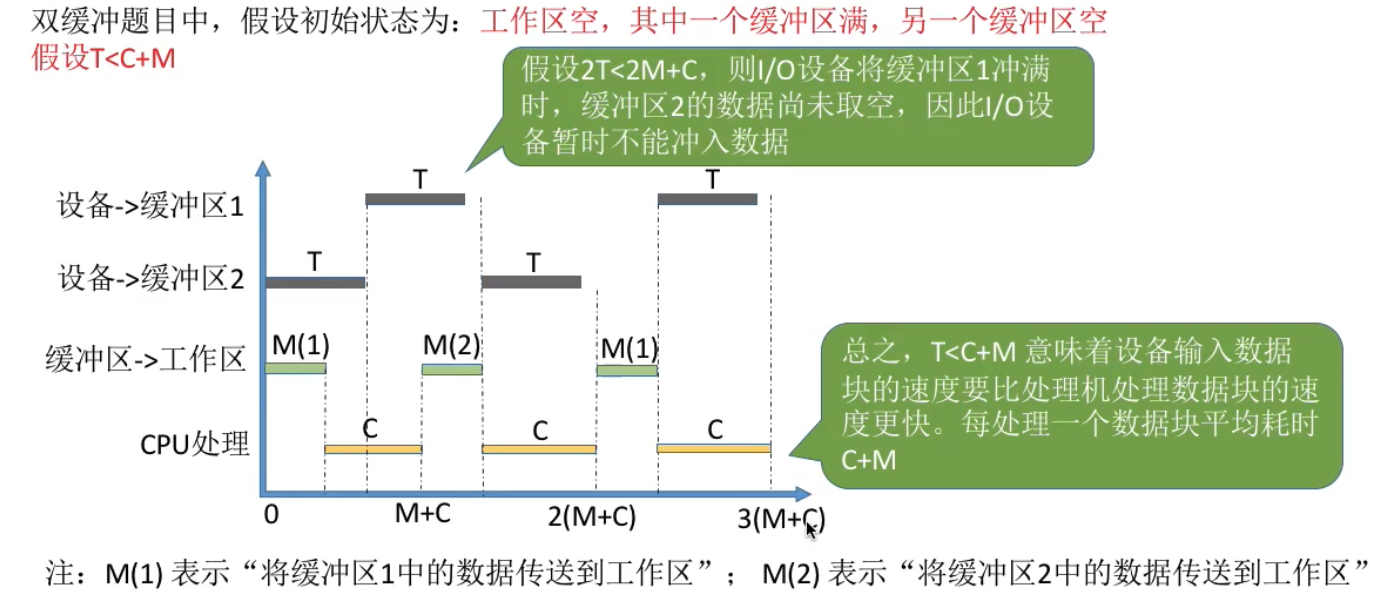 双缓冲题目中，假设初始状态为：工作区空，其中一个缓冲区满，另一个缓冲区空
假设T<C+M
假设2T<2M+C，则I/O设备将缓冲区1冲满
时，缓冲区2的数据尚未取空，因此I/O设
备暂时不能冲入数据
设备->缓冲区1
T
T
设备->缓冲区2
T
T
缓冲区->工作区
M(1)
M(2)
M(1)
CPU处理
C
C
C
总之，T<C+M 意味着设备输入数据
块的速度要比处理机处理数据块的速
度更快。每处理一个数据块平均耗时
C+M
0
M+C
2(M+C)
3(M+C)
注：M(1) 表示“将缓冲区1中的数据传送到工作区”； M(2) 表示“将缓冲区2中的数据传送到工作区”